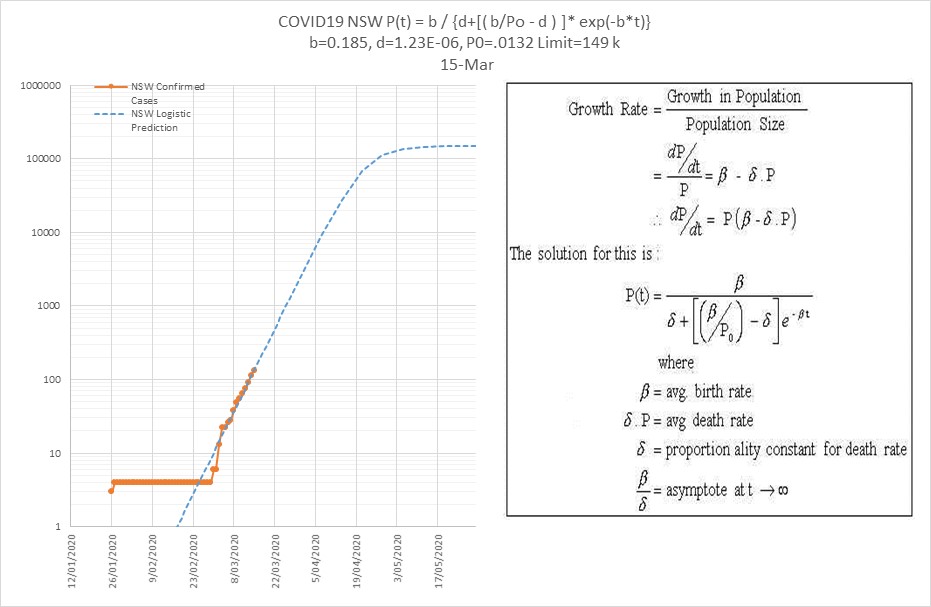 COVID19 NSW P(t) = b / {d+[( b/Po - d ) ]* exp(-b*t)}
b=0.185, d=1.23E-06, P0=.0132 Limit=149 k
15-Mar
1000000
100000
10000
1000
100
10
1
NSW Confirmed
Cases
NSW Logistic
Prediction
12/01/2020
26/01/2020
9/02/2020
23/02/2020
8/03/2020
22/03/2020
5/04/2020
19/04/2020
3/05/2020
17/05/2020
Growth Rate = Growth in Population / Population Size
= dP/dt / P = β - δ.P
∴ dP/dt = P(β-δ.P)
The solution for this is :
P(t) = β / δ + [(β/P₀) - δ] e^-βt
where
β = avg. birth rate
δ.P = avg death rate
δ = proportion ality constant for death rate
β/δ = asymptote at t → ∞